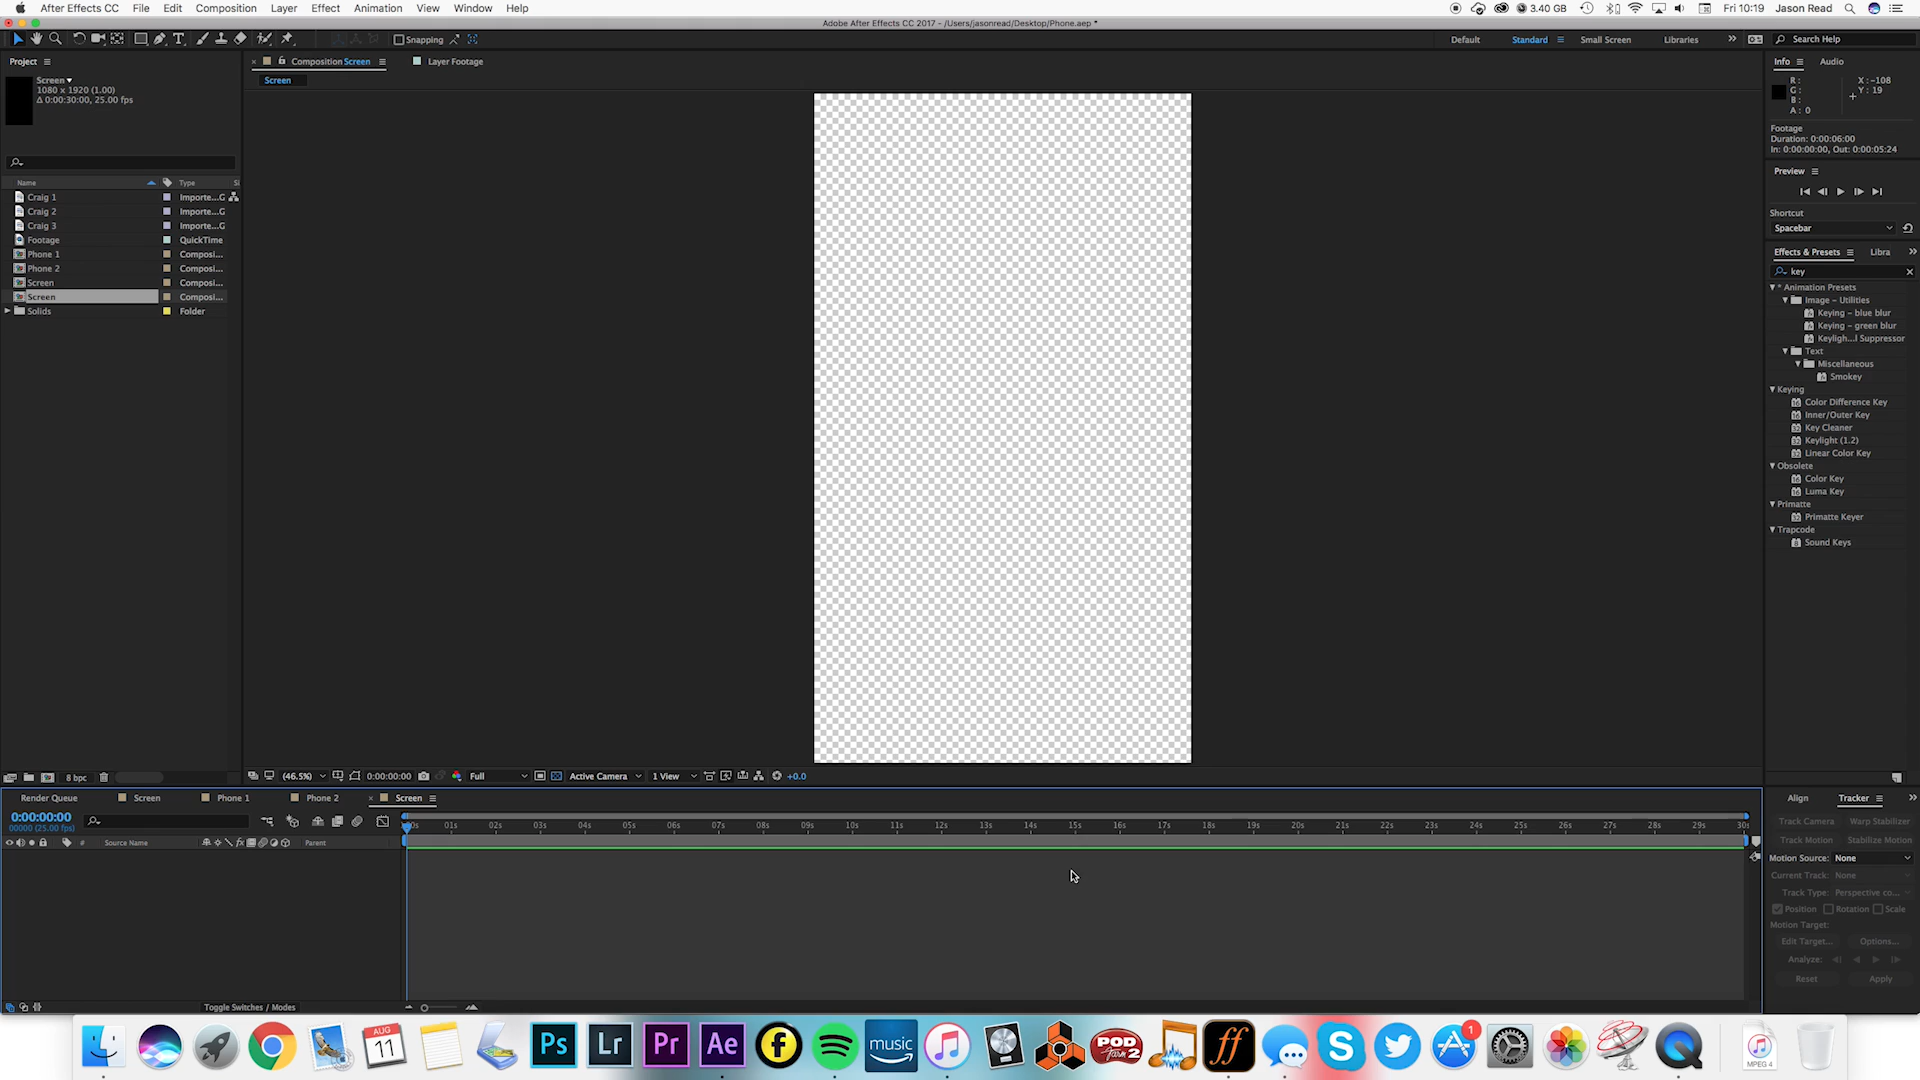 After Effects CC File Edit Composition Layer Effect Animation View Window Help
3.40 GB Fri 10:19 Jason Read
Adobe After Effects CC 2017 - /Users/jasonread/Desktop/Phone.aep *
Snapping
Default Standard Small Screen Libraries Search Help
Project
Screen
1080 x 1920 (1.00)
Δ 0:00:30:00, 25.00 fps
Name Type Si
Craig 1 Importe...G
Craig 2 Importe...G
Craig 3 Importe...G
Footage QuickTime
Phone 1 Composi...
Phone 2 Composi...
Screen Composi...
Screen Composi...
Solids Folder
8 bpc
Composition Screen
Layer Footage
Screen
(46.5%) 0:00:00:00 Full Active Camera 1 View +0.0
Info Audio
R :
G :
B :
A : 0
X : -108
Y : 19
Footage
Duration: 0:00:06:00
In: 0:00:00:00, Out: 0:00:05:24
Preview
Shortcut
Spacebar
Effects & Presets Libra
key
* Animation Presets
Image – Utilities
Keying – blue blur
Keying – green blur
Keyligh...l Suppressor
Text
Miscellaneous
Smokey
Keying
Color Difference Key
Inner/Outer Key
Key Cleaner
Keylight (1.2)
Linear Color Key
Obsolete
Color Key
Luma Key
Primatte
Primatte Keyer
Trapcode
Sound Keys
Render Queue Screen Phone 1 Phone 2 Screen
0:00:00:00
00000 (25.00 fps)
# Source Name fx Parent
00s 01s 02s 03s 04s 05s 06s 07s 08s 09s 10s 11s 12s 13s 14s 15s 16s 17s 18s 19s 20s 21s 22s 23s 24s 25s 26s 27s 28s 29s 30s
Toggle Switches / Modes
Align Tracker
Track Camera Warp Stabilizer
Track Motion Stabilize Motion
Motion Source: None
Current Track: None
Track Type: Perspective co...
Position Rotation Scale
Motion Target:
Edit Target... Options...
Analyze:
Reset Apply
AUG
11
Ps
Lr
Pr
Ae
f
music
POD
Farm
2
ff
S
1
MPEG 4